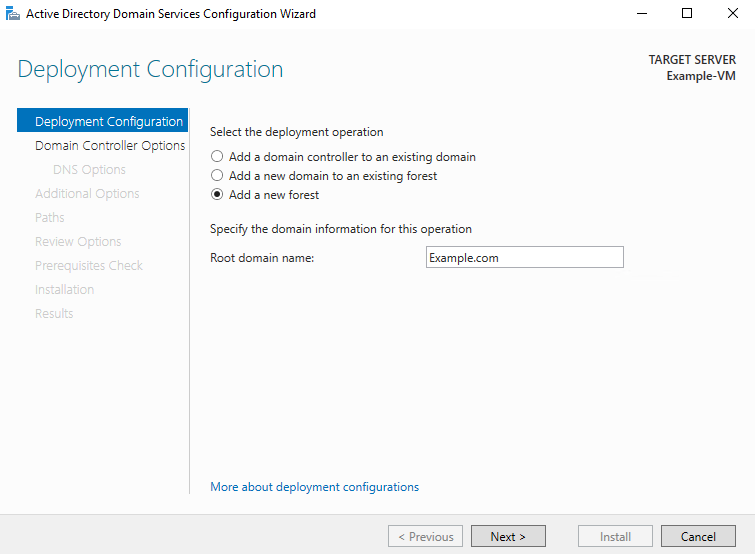 Active Directory Domain Services Configuration Wizard
Deployment Configuration
TARGET SERVER
Example-VM
Deployment Configuration
Domain Controller Options
DNS Options
Additional Options
Paths
Review Options
Prerequisites Check
Installation
Results
Select the deployment operation
Add a domain controller to an existing domain
Add a new domain to an existing forest
Add a new forest
Specify the domain information for this operation
Root domain name: Example.com
More about deployment configurations
< Previous Next > Install Cancel